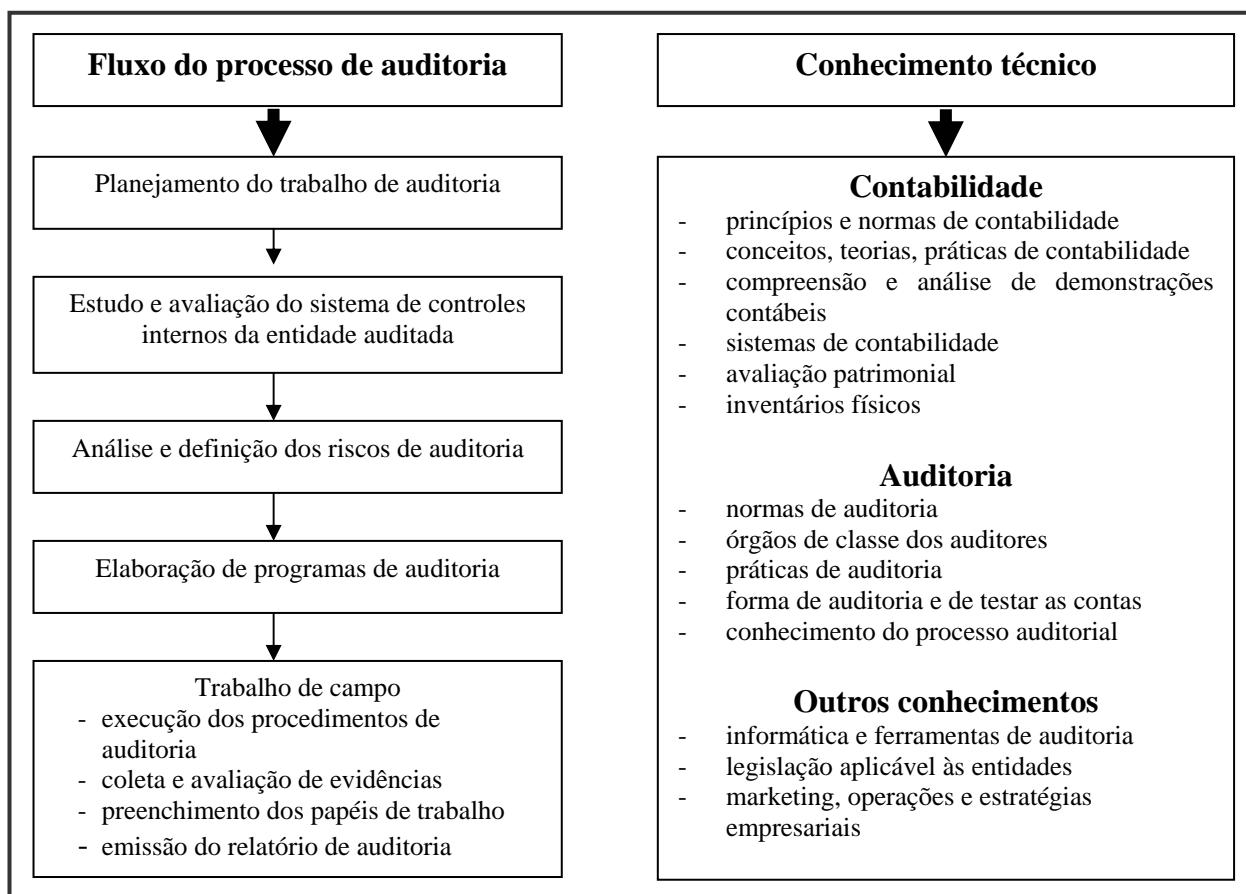 Fluxo do processo de auditoria
Planejamento do trabalho de auditoria
Estudo e avaliação do sistema de controles
internos da entidade auditada
Análise e definição dos riscos de auditoria
Elaboração de programas de auditoria
Trabalho de campo
- execução dos procedimentos de
auditoria
- coleta e avaliação de evidências
- preenchimento dos papéis de trabalho
- emissão do relatório de auditoria
Conhecimento técnico
Contabilidade
- princípios e normas de contabilidade
- conceitos, teorias, práticas de contabilidade
- compreensão e análise de demonstrações
contábeis
- sistemas de contabilidade
- avaliação patrimonial
- inventários físicos
Auditoria
- normas de auditoria
- órgãos de classe dos auditores
- práticas de auditoria
- forma de auditoria e de testar as contas
- conhecimento do processo auditorial
Outros conhecimentos
- informática e ferramentas de auditoria
- legislação aplicável às entidades
- marketing, operações e estratégias
empresariais